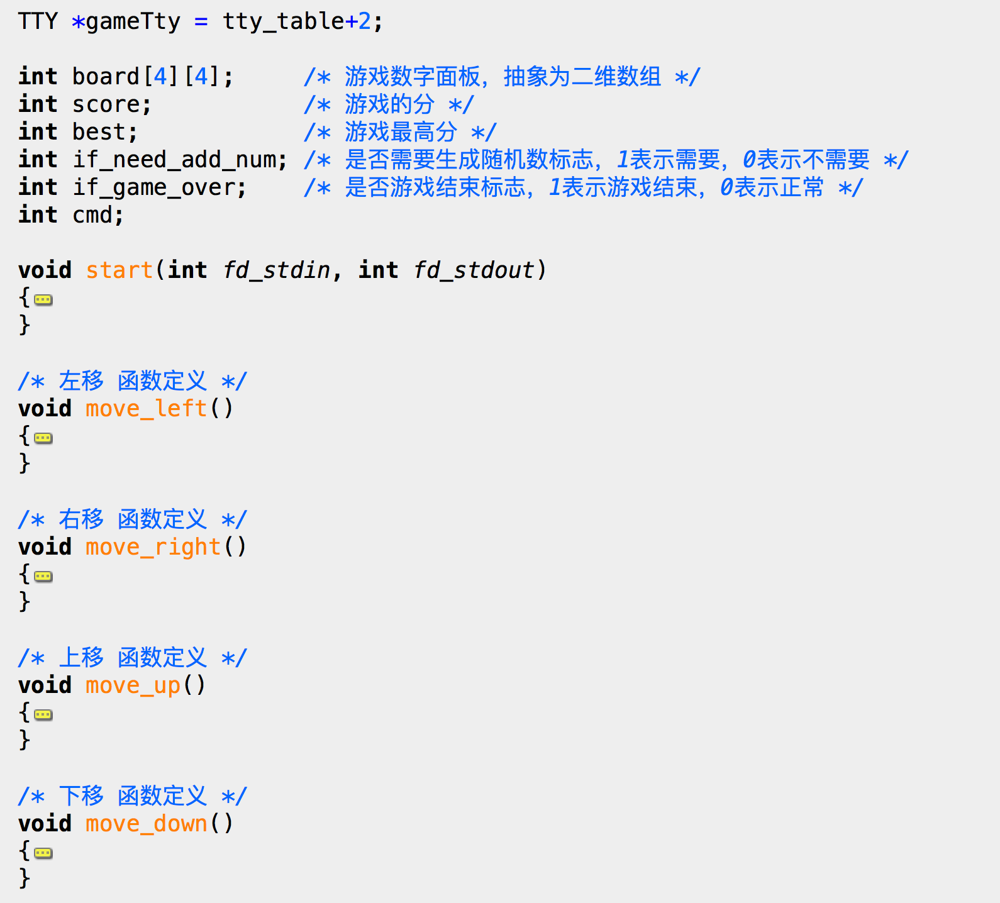 TTY *gameTty = tty_table+2;
int board[4][4];     /* 游戏数字面板，抽象为二维数组 */
int score;           /* 游戏的分 */
int best;            /* 游戏最高分 */
int if_need_add_num; /* 是否需要生成随机数标志，1表示需要，0表示不需要 */
int if_game_over;    /* 是否游戏结束标志，1表示游戏结束，0表示正常 */
int cmd;
void start(int fd_stdin, int fd_stdout)
{
}
/* 左移 函数定义 */
void move_left()
{
}
/* 右移 函数定义 */
void move_right()
{
}
/* 上移 函数定义 */
void move_up()
{
}
/* 下移 函数定义 */
void move_down()
{
}